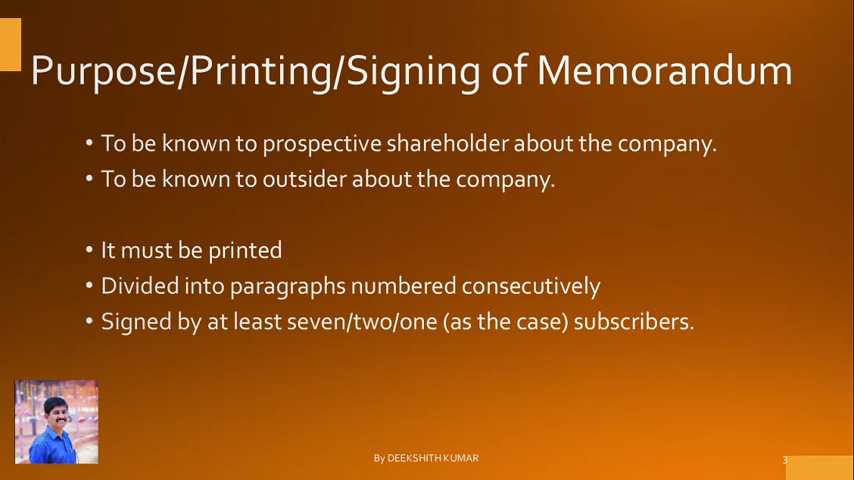 Purpose/Printing/Signing of Memorandum
• To be known to prospective shareholder about the company.
• To be known to outsider about the company.
• It must be printed
• Divided into paragraphs numbered consecutively
• Signed by at least seven/two/one (as the case) subscribers.
By DEEKSHITH KUMAR
3